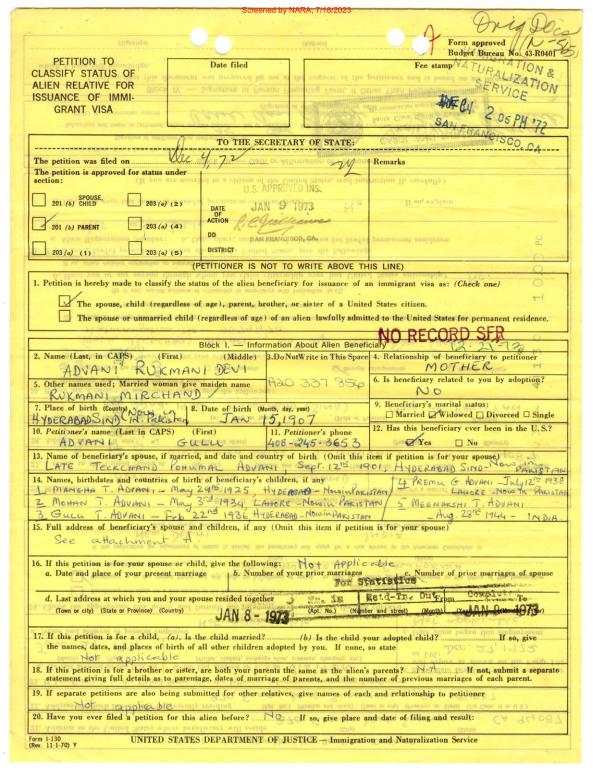 Screened by NARA, 7/18/2023
Form approved
Budget Bureau No. 43-R0401
PETITION TO
CLASSIFY STATUS OF
ALIEN RELATIVE FOR
ISSUANCE OF IMMI-
GRANT VISA
Date filed
Fee stamp
IMMIGRATION &
NATURALIZATION
SERVICE
2 06 PM '72
SAN FRANCISCO, CA
TO THE SECRETARY OF STATE:
The petition was filed on Dec 4, 72
Remarks
The petition is approved for status under
section:
201 (b) SPOUSE, CHILD 203 (a) (2)
201 (b) PARENT 203 (a) (4)
203 (a) (1) 203 (a) (5)
U.S. APPROVED INS.
DATE OF ACTION JAN 9 1973
DD
SAN FRANCISCO, CA.
DISTRICT
(PETITIONER IS NOT TO WRITE ABOVE THIS LINE)
1. Petition is hereby made to classify the status of the alien beneficiary for issuance of an immigrant visa as: (Check one)
The spouse, child (regardless of age), parent, brother, or sister of a United States citizen.
The spouse or unmarried child (regardless of age) of an alien lawfully admitted to the United States for permanent residence.
NO RECORD SFR
Block I. — Information About Alien Beneficiary
2. Name (Last, in CAPS) (First) (Middle)
ADVANI RUKMANI DEVI
3. Do Not Write in This Space
A20 337 856
4. Relationship of beneficiary to petitioner
MOTHER
5. Other names used; Married woman give maiden name
RUKMANI MIRCHAND
6. Is beneficiary related to you by adoption?
NO
7. Place of birth (Country)
HYDERABAD SIND Now in Pakistan
8. Date of birth (Month, day, year)
JAN 15, 1907
9. Beneficiary's marital status:
Married Widowed Divorced Single
10. Petitioner's name (Last in CAPS) (First)
ADVANI GULU
11. Petitioner's phone
408-245-3653
12. Has this beneficiary ever been in the U.S.?
Yes No
13. Name of beneficiary's spouse, if married, and date and country of birth (Omit this item if petition is for your spouse)
LATE TECKCHAND POHUMAL ADVANI, Sept. 12th 1901, HYDERABAD SIND - Now in PAKISTAN
14. Names, birthdates and countries of birth of beneficiary's children, if any
1 MANGHA T. ADVANI - May 29th 1925, HYDERABAD - Now in PAKISTAN
2 MOHAN T. ADVANI - May 3rd 1934, LAHORE - Now in PAKISTAN
3 GULU T. ADVANI - Feb 22nd 1936, HYDERABAD - Now in PAKISTAN
4 PREMU G. ADVANI - July 12th 1938
LAHORE - Now in PAKISTAN
5 MEENAKSHI T. ADVANI
- Aug. 28th 1944 - INDIA
15. Full address of beneficiary's spouse and children, if any (Omit this item if petition is for your spouse)
See attachment A
16. If this petition is for your spouse or child, give the following: Not Applicable
a. Date and place of your present marriage b. Number of your prior marriages c. Number of prior marriages of spouse
For Statistics
d. Last address at which you and your spouse resided together From To
(Town or city) (State or Province) (Country) (Apt. No.) (Number and street) (Month)
JAN 8 - 1973
JAN 8 - 1973
17. If this petition is for a child, (a). Is the child married? (b) Is the child your adopted child? If so, give
the names, dates, and places of birth of all other children adopted by you. If none, so state
Not applicable
18. If this petition is for a brother or sister, are both your parents the same as the alien's parents? N.A If not, submit a separate
statement giving full details as to parentage, dates of marriage of parents, and the number of previous marriages of each parent.
19. If separate petitions are also being submitted for other relatives, give names of each and relationship to petitioner
Not applicable
20. Have you ever filed a petition for this alien before? No If so, give place and date of filing and result:
Form I-130
(Rev. 11-1-70) Y
UNITED STATES DEPARTMENT OF JUSTICE — Immigration and Naturalization Service